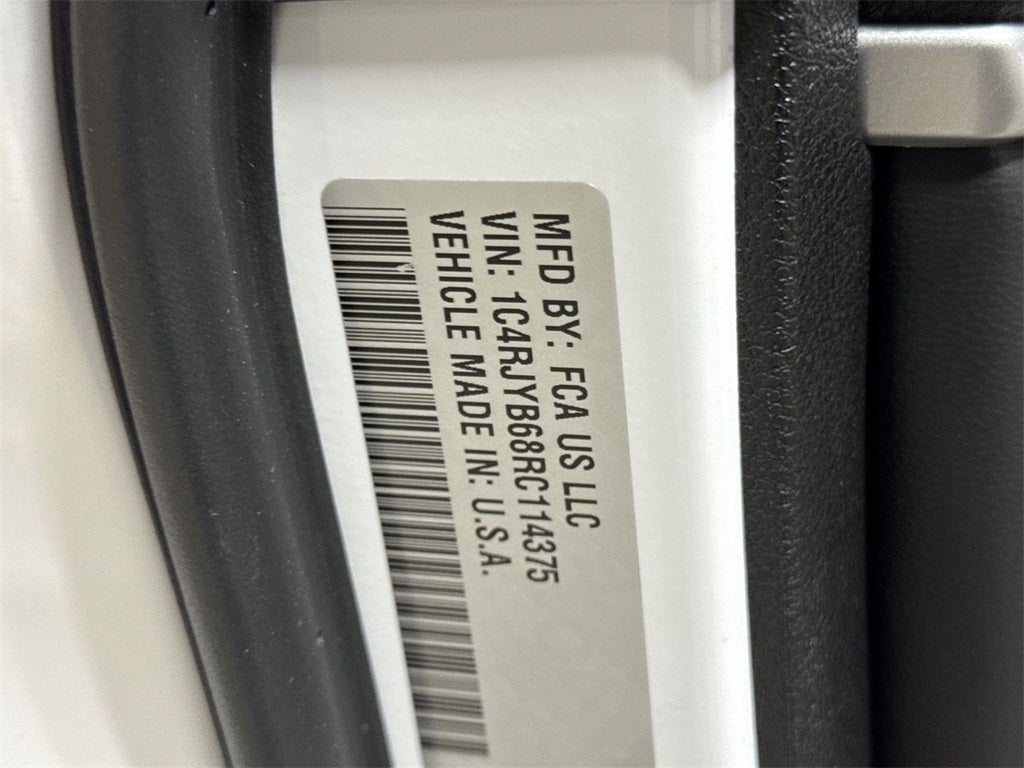 MFD BY: FCA US LLC
VIN: 1C4RJYB68RC114375
VEHICLE MADE IN: U.S.A.